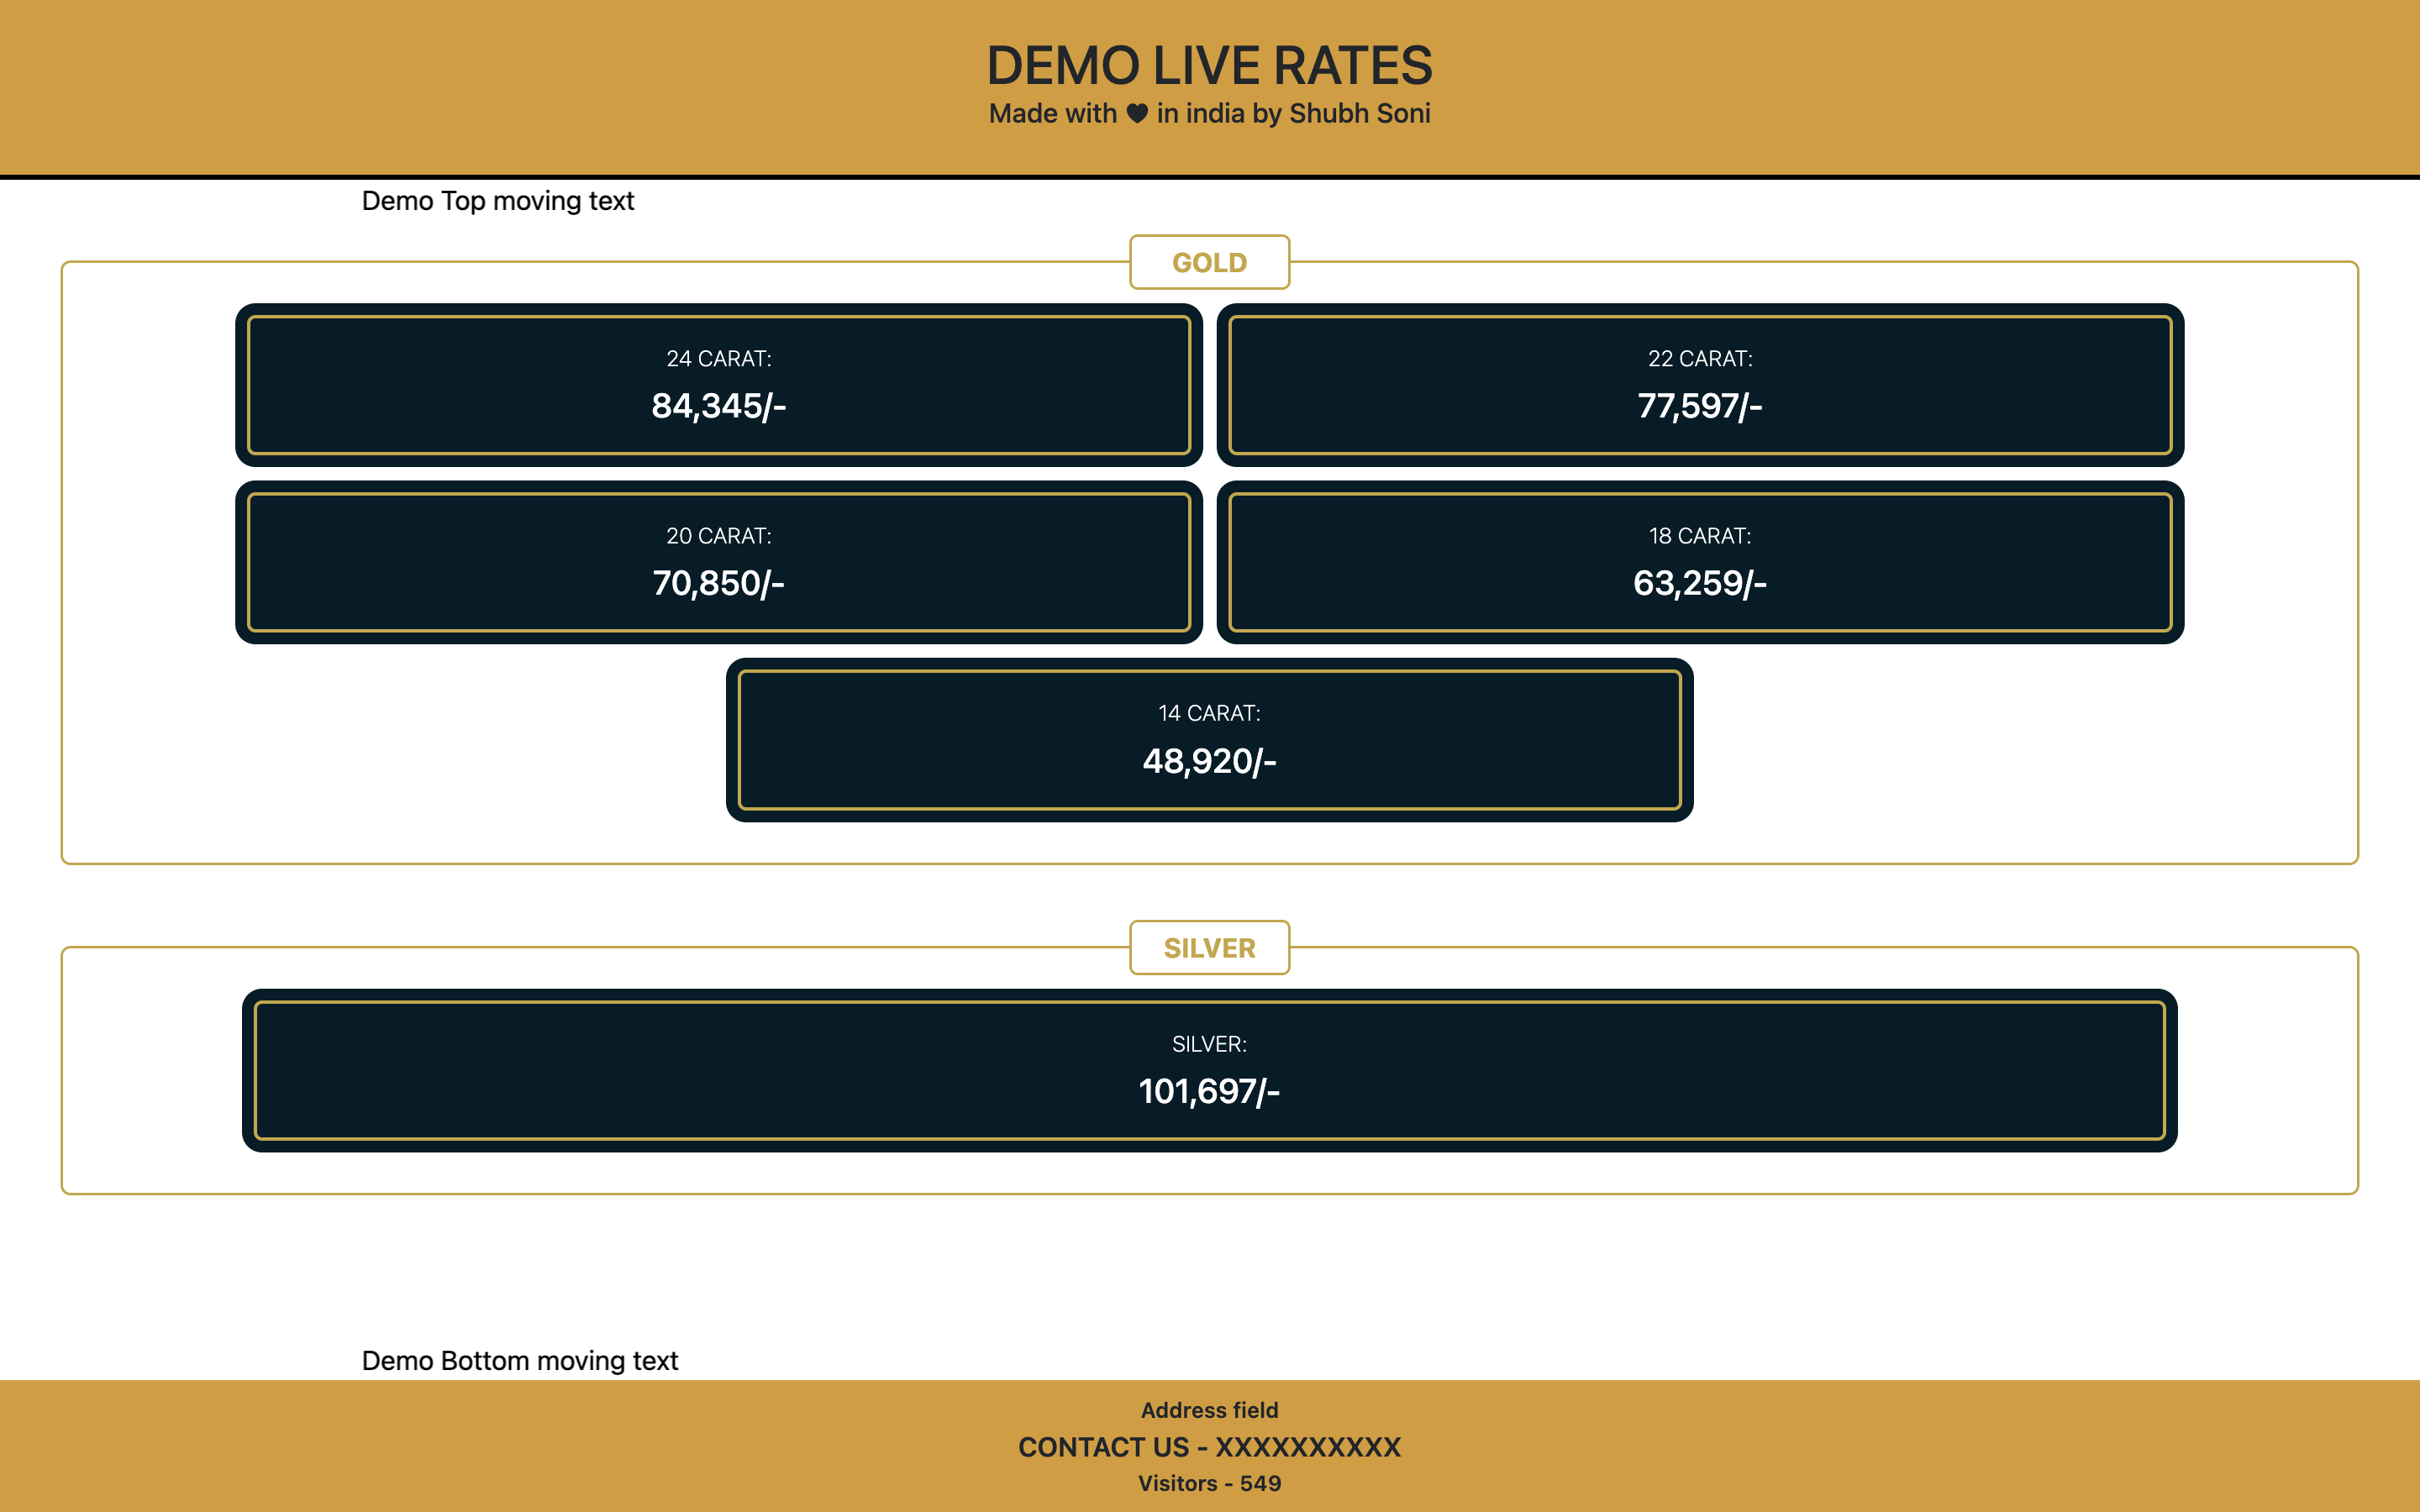 DEMO LIVE RATES
Made with ♥ in india by Shubh Soni
Demo Top moving text
GOLD
24 CARAT:
84,345/-
22 CARAT:
77,597/-
20 CARAT:
70,850/-
18 CARAT:
63,259/-
14 CARAT:
48,920/-
SILVER
SILVER:
101,697/-
Demo Bottom moving text
Address field
CONTACT US - XXXXXXXXXX
Visitors - 549